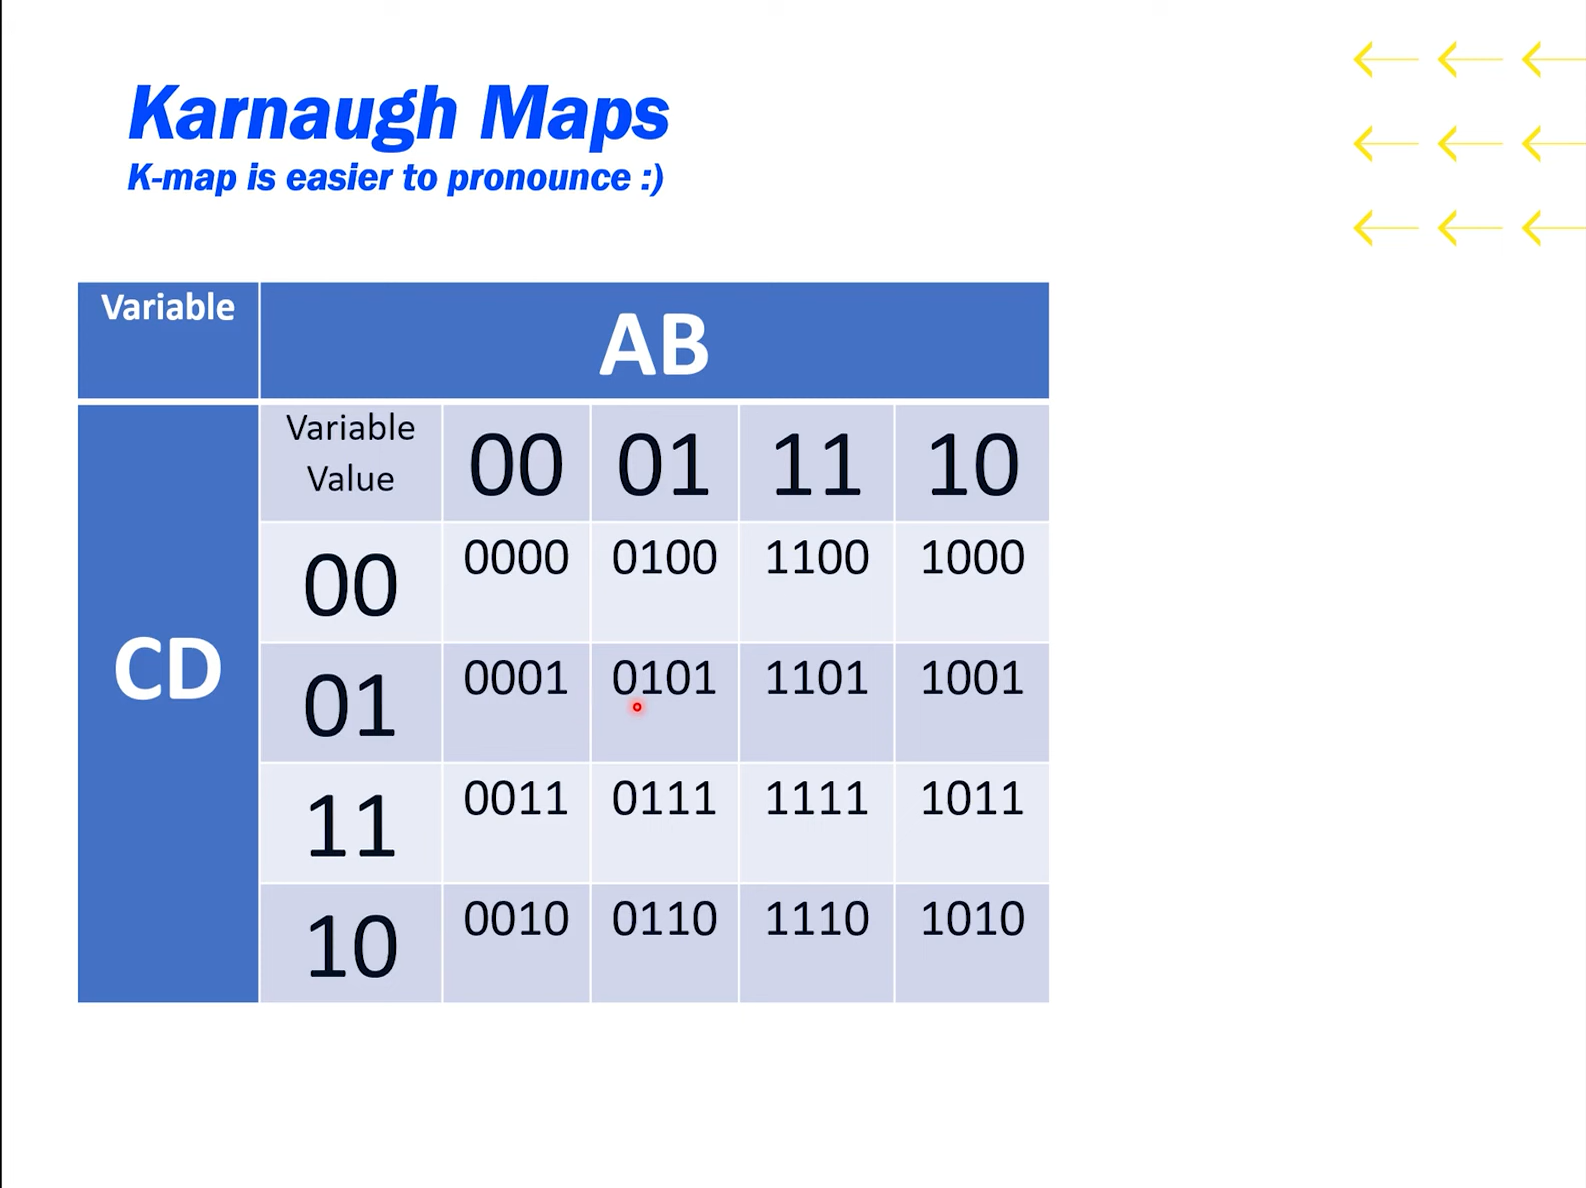 Karnaugh Maps
K-map is easier to pronounce :)
Variable AB
CD
Variable
Value 00 01 11 10
00 0000 0100 1100 1000
01 0001 0101 1101 1001
11 0011 0111 1111 1011
10 0010 0110 1110 1010